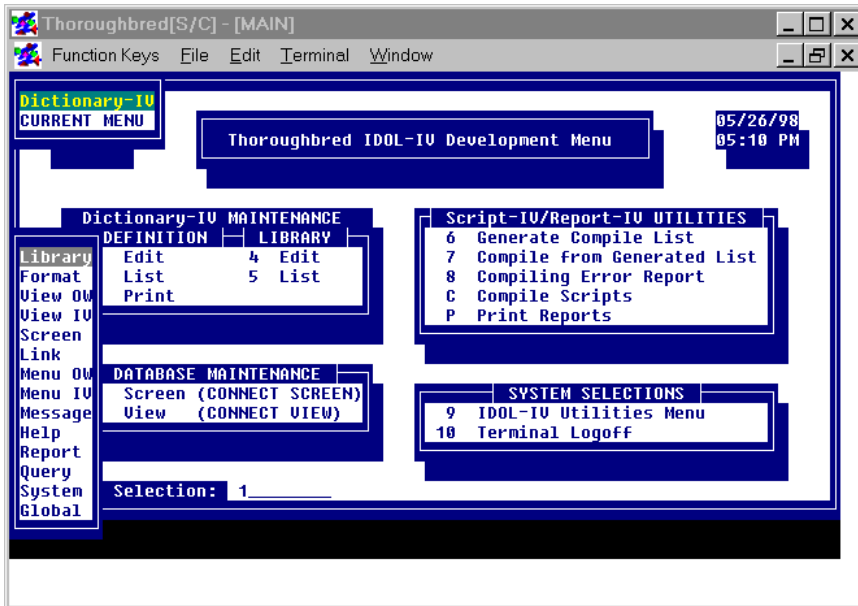 Thoroughbred[S/C] - [MAIN]
Function Keys File Edit Terminal Window
Dictionary-IV
CURRENT MENU
Thoroughbred IDOL-IV Development Menu
05/26/98
05:10 PM
Dictionary-IV MAINTENANCE
DEFINITION LIBRARY
Edit 4 Edit
List 5 List
Print
Library
Format
View OW
View IV
Screen
Link
Menu OW
Menu IV
Message
Help
Report
Query
System
Global
DATABASE MAINTENANCE
Screen (CONNECT SCREEN)
View (CONNECT VIEW)
Script-IV/Report-IV UTILITIES
6 Generate Compile List
7 Compile from Generated List
8 Compiling Error Report
C Compile Scripts
P Print Reports
SYSTEM SELECTIONS
9 IDOL-IV Utilities Menu
10 Terminal Logoff
Selection: 1